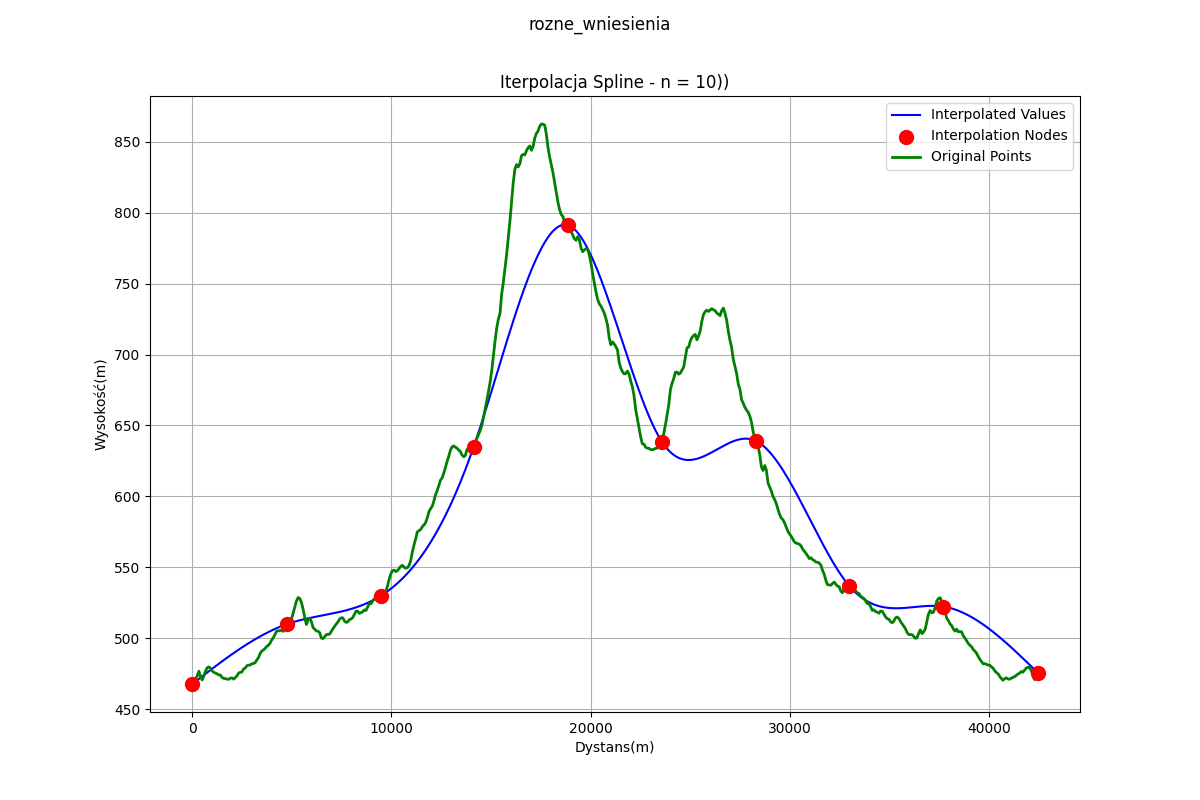 rozne_wniesienia
Iterpolacja Spline - n = 10))
Interpolated Values
Interpolation Nodes
Original Points
Wysokość(m)
850
800
750
700
650
600
550
500
450
0 10000 20000 30000 40000
Dystans(m)